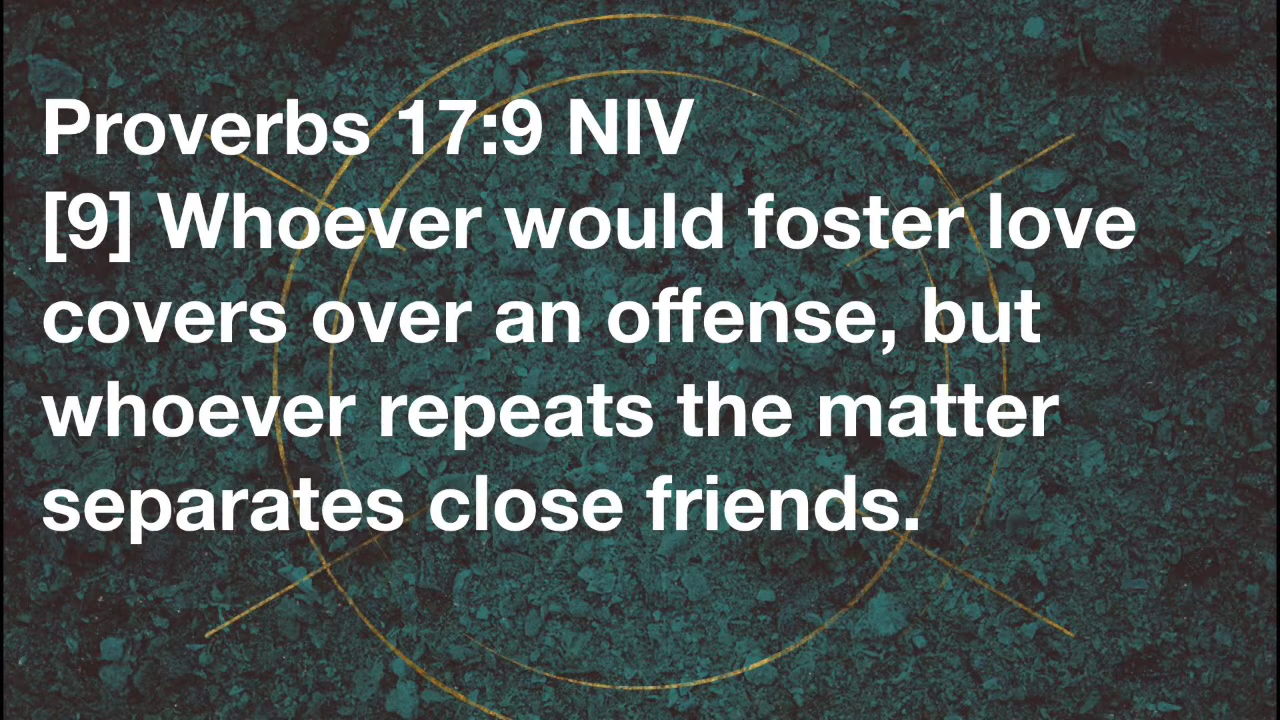 Proverbs 17:9 NIV
[9] Whoever would foster love
covers over an offense, but
whoever repeats the matter
separates close friends.